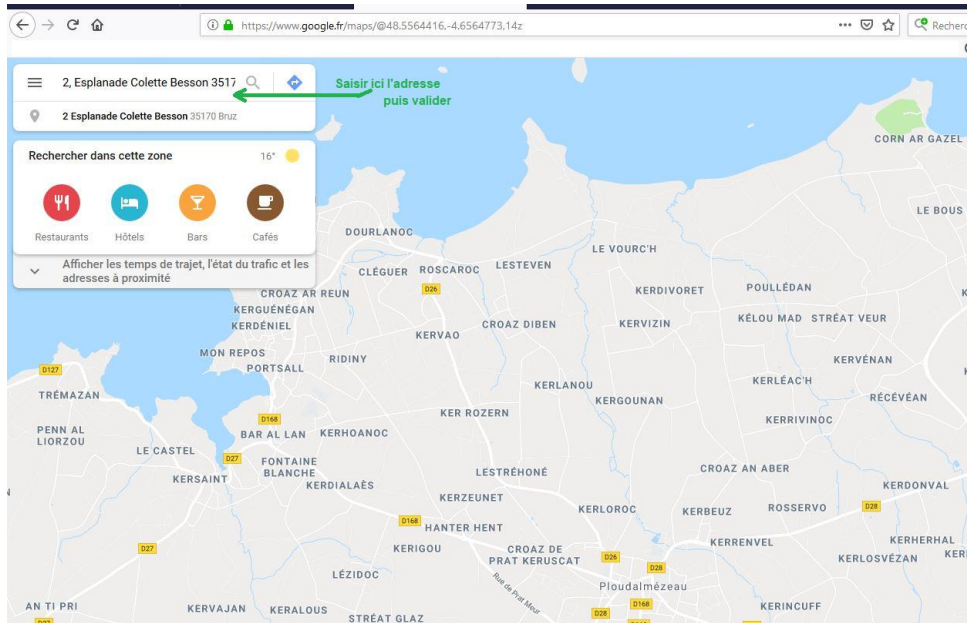 https://www.google.fr/maps/@48.5564416,-4.6564773,14z
Recherc
2, Esplanade Colette Besson 3517
Saisir ici l'adresse
puis valider
2 Esplanade Colette Besson 35170 Bruz
Rechercher dans cette zone 16°
Restaurants Hôtels Bars Cafés
Afficher les temps de trajet, l'état du trafic et les
adresses à proximité
CORN AR GAZEL
LE BOUS
DOURLANOC
LE VOURC'H
CLÉGUER ROSCAROC LESTEVEN
D26
CROAZ AR REUN
KERDIVORET POULLÉDAN
KERGUÉNÉGAN
KERDÉNIEL
KERVAO
CROAZ DIBEN
KERVIZIN
KÉLOU MAD STRÉAT VEUR
MON REPOS
PORTSALL
RIDINY
KERVÉNAN
D127
TRÉMAZAN
KERLANOU
KERGOUNAN
KERLÉAC'H
RÉCÉVÉAN
KER ROZERN
KERRIVINOC
D168
PENN AL
LIORZOU
BAR AL LAN KERHOANOC
LE CASTEL
D27
FONTAINE
BLANCHE
KERSAINT
KERDIALAÈS
LESTRÉHONÉ
CROAZ AN ABER
KERDONVAL
KERZEUNET
KERLOROC
KERBEUZ
ROSSERVO
D28
D168
HANTER HENT
D27
KERIGOU
CROAZ DE
PRAT KERUSCAT
D26
D28
KERRENVEL
KERHERHAL
KERLOSVÉZAN
KER
LÉZIDOC
Rue de Prat Meur
Ploudalmézeau
AN TI PRI
KERVAJAN
KERALOUS
STRÉAT GLAZ
D28
D168
KERINCUFF